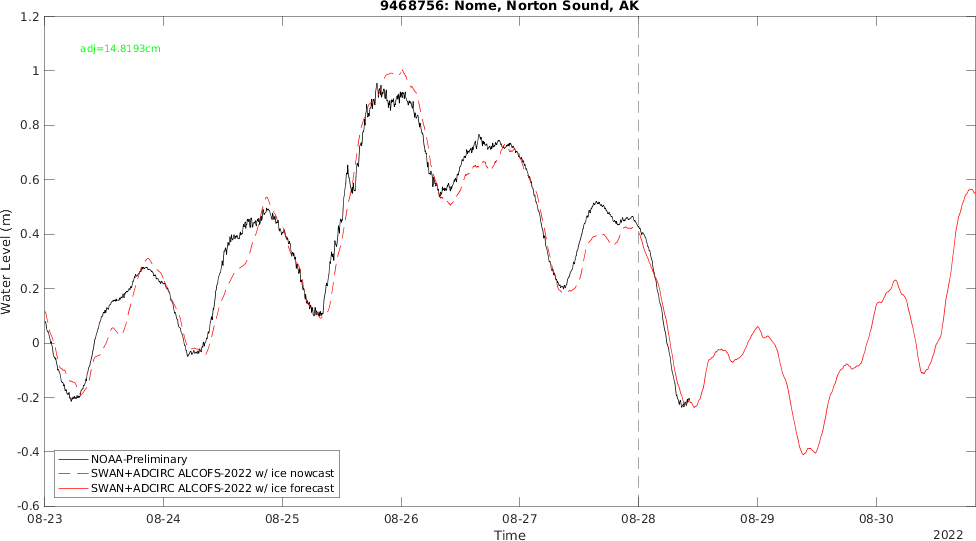 9468756: Nome, Norton Sound, AK
1.2
adj=14.8193cm
1
0.8
0.6
0.4
0.2
0
-0.2
-0.4
-0.6
Water Level (m)
NOAA-Preliminary
SWAN+ADCIRC ALCOFS-2022 w/ ice nowcast
SWAN+ADCIRC ALCOFS-2022 w/ ice forecast
08-23 08-24 08-25 08-26 08-27 08-28 08-29 08-30
Time
2022